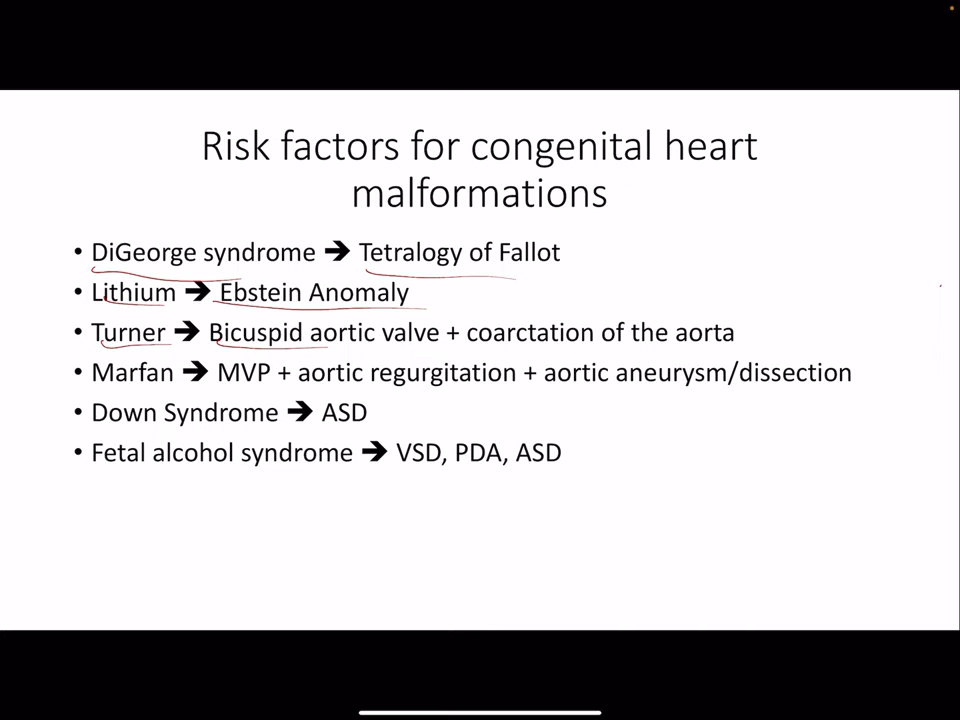 Risk factors for congenital heart
malformations
• DiGeorge syndrome ➔ Tetralogy of Fallot
• Lithium ➔ Ebstein Anomaly
• Turner ➔ Bicuspid aortic valve + coarctation of the aorta
• Marfan ➔ MVP + aortic regurgitation + aortic aneurysm/dissection
• Down Syndrome ➔ ASD
• Fetal alcohol syndrome ➔ VSD, PDA, ASD